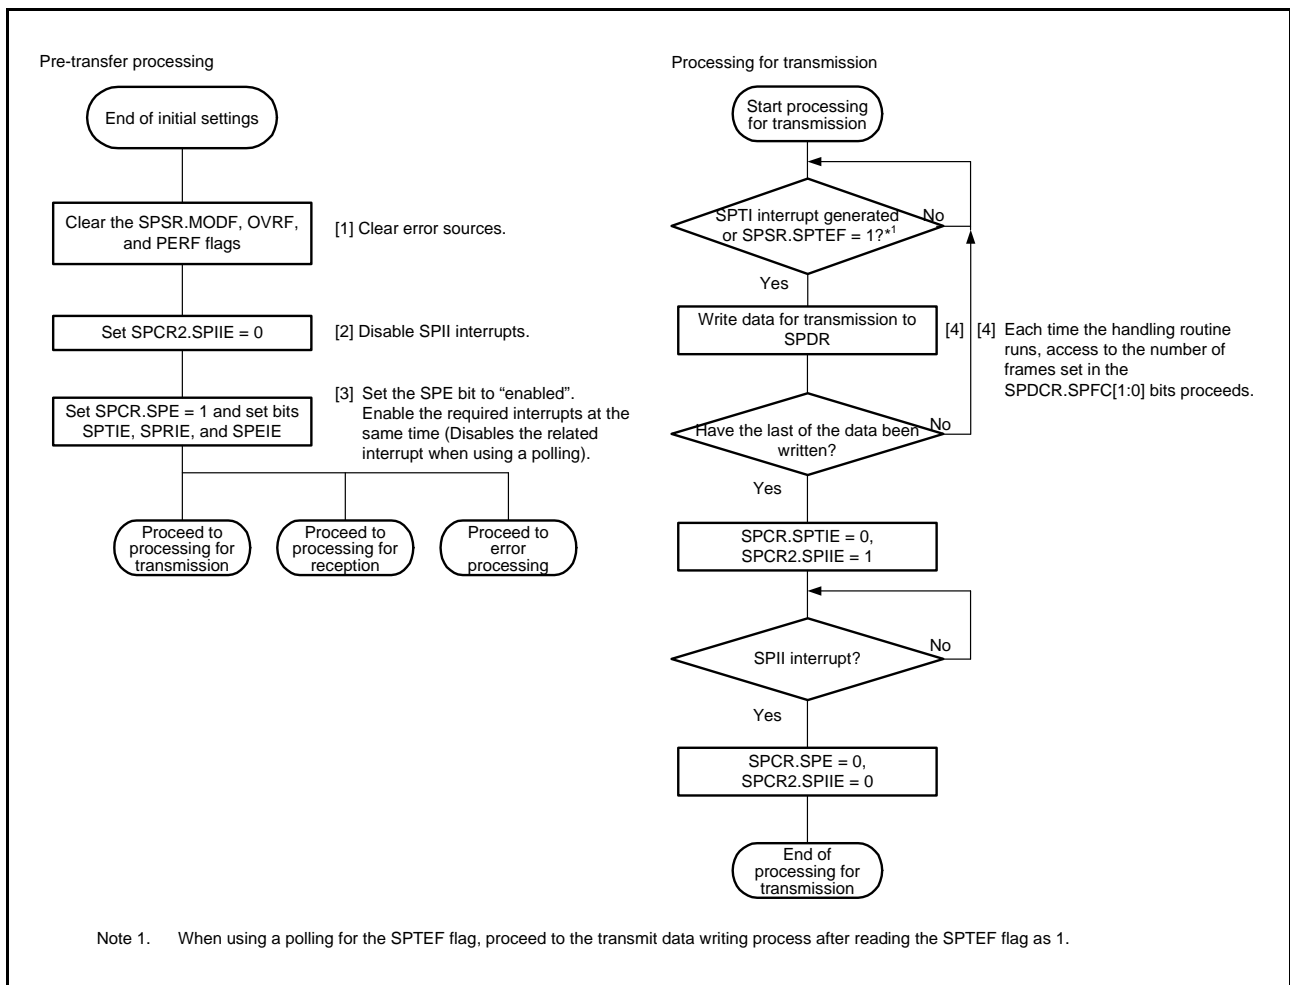 Pre-transfer processing
End of initial settings
Clear the SPSR.MODF, OVRF,
and PERF flags
[1] Clear error sources.
Set SPCR2.SPIIE = 0
[2] Disable SPII interrupts.
Set SPCR.SPE = 1 and set bits
SPTIE, SPRIE, and SPEIE
[3] Set the SPE bit to “enabled”.
Enable the required interrupts at the
same time (Disables the related
interrupt when using a polling).
Proceed to
processing for
transmission
Proceed to
processing for
reception
Proceed to
error
processing
Processing for transmission
Start processing
for transmission
SPTI interrupt generated
or SPSR.SPTEF = 1?*1
No
Yes
Write data for transmission to
SPDR
[4]
[4] Each time the handling routine
runs, access to the number of
frames set in the
SPDCR.SPFC[1:0] bits proceeds.
Have the last of the data been
written?
No
Yes
SPCR.SPTIE = 0,
SPCR2.SPIIE = 1
SPII interrupt?
No
Yes
SPCR.SPE = 0,
SPCR2.SPIIE = 0
End of
processing for
transmission
Note 1. When using a polling for the SPTEF flag, proceed to the transmit data writing process after reading the SPTEF flag as 1.